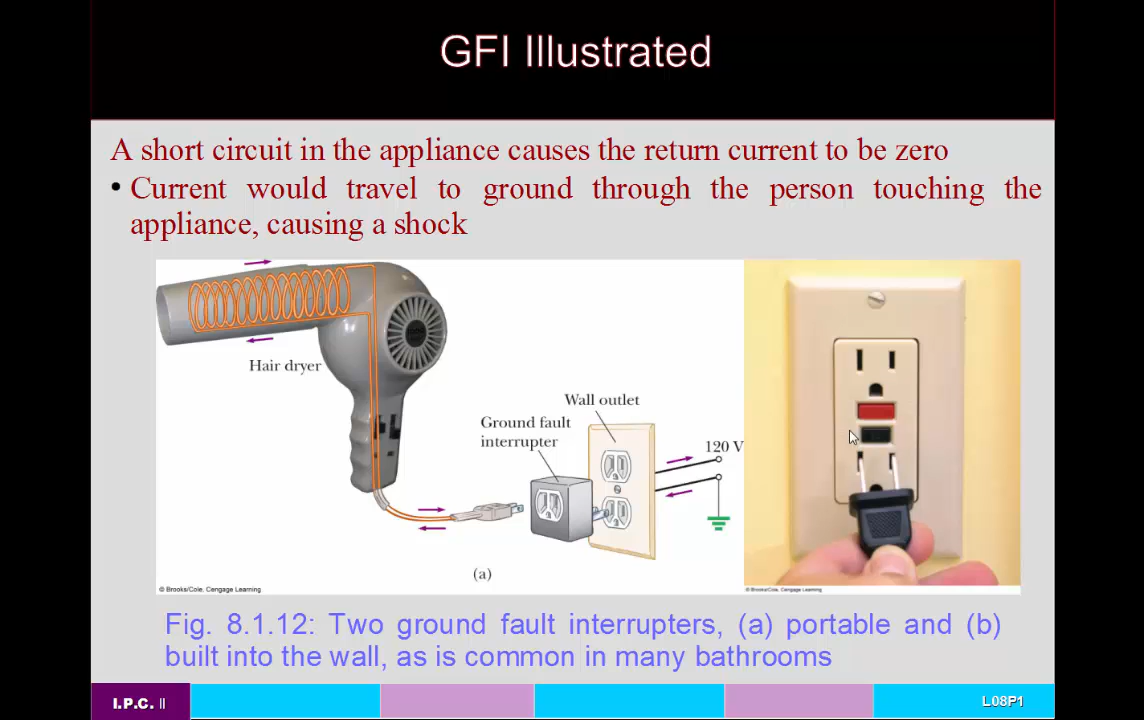 GFI Illustrated
A short circuit in the appliance causes the return current to be zero
• Current would travel to ground through the person touching the
appliance, causing a shock
Hair dryer
Wall outlet
Ground fault
interrupter
120 V
(a)
© Brooks/Cole, Cengage Learning
© Brooks/Cole, Cengage Learning
Fig. 8.1.12: Two ground fault interrupters, (a) portable and (b)
built into the wall, as is common in many bathrooms
I.P.C. II
L08P1